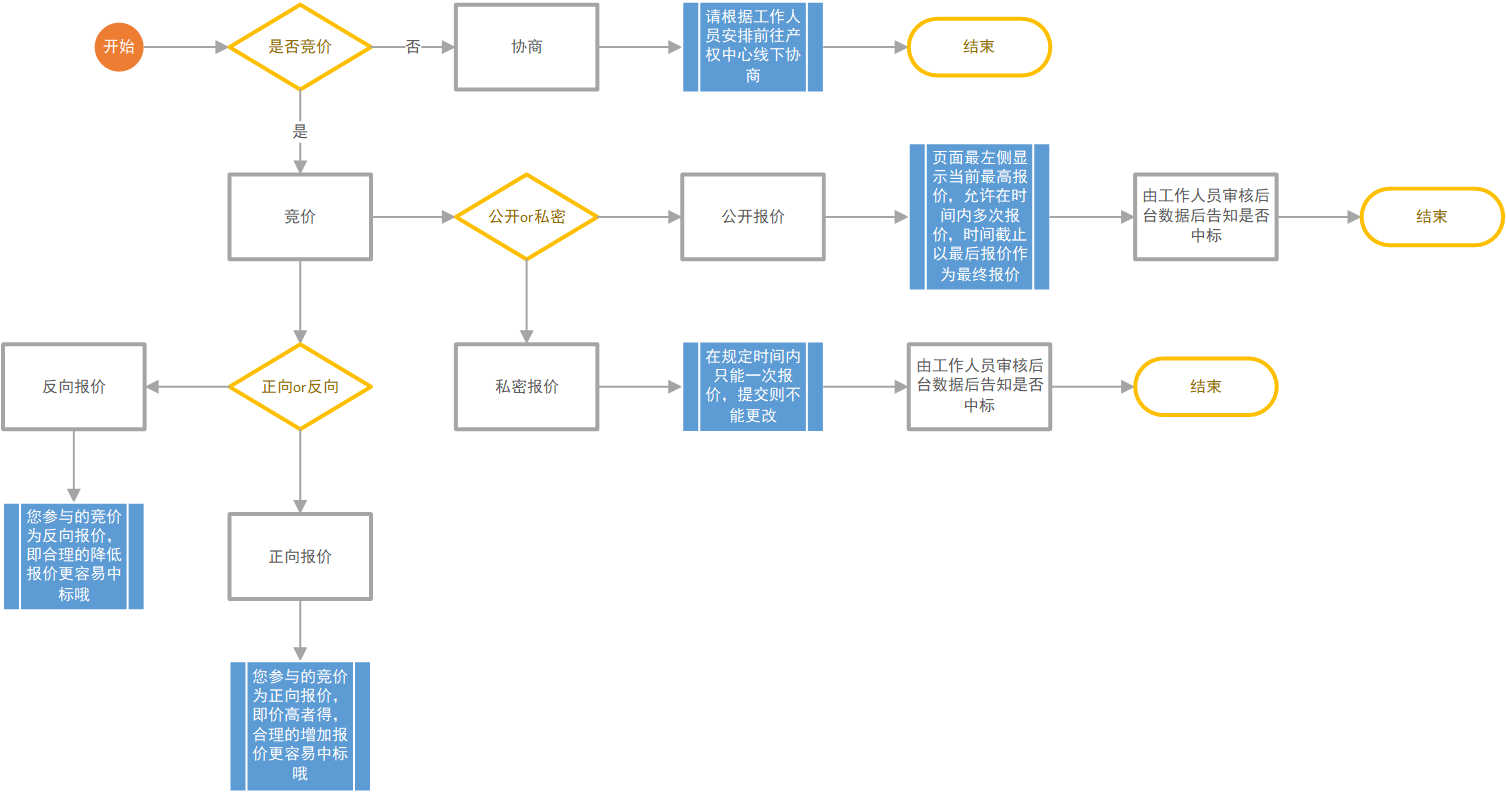 开始
是否竞价
否
协商
请根据工作人
员安排前往产
权中心线下协
商
结束
是
竞价
公开or私密
公开报价
页面最左侧显
示当前最高报
价，允许在时
间内多次报
价，时间截止
以最后报价作
为最终报价
由工作人员审核后
台数据后告知是否
中标
结束
反向报价
正向or反向
私密报价
在规定时间内
只能一次报
价，提交则不
能更改
由工作人员审核后
台数据后告知是否
中标
结束
您参与的竞价
为反向报价，
即合理的降低
报价更容易中
标哦
正向报价
您参与的竞价
为正向报价，
即价高者得，
合理的增加报
价更容易中标
哦